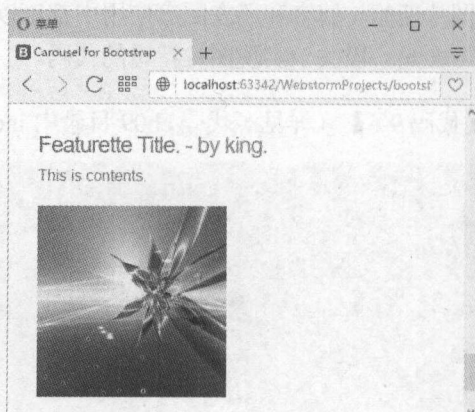 菜单
B Carousel for Bootstrap
localhost:63342/WebstormProjects/bootst
Featurette Title. - by king.
This is contents.